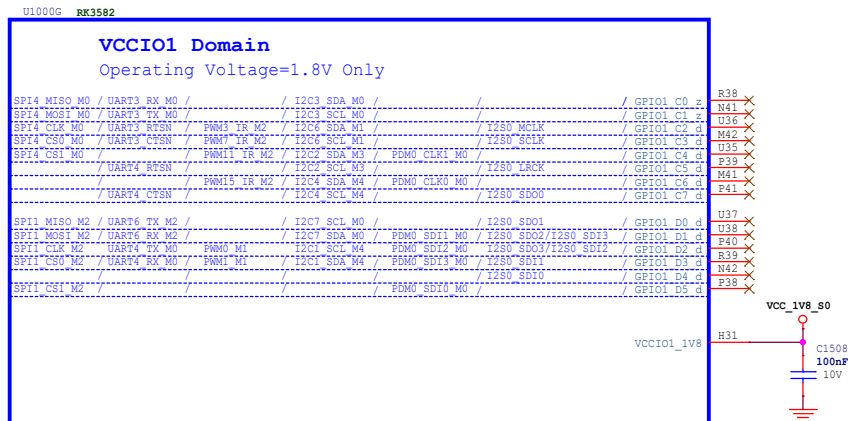 U1000G RK3582
VCCIO1 Domain
Operating Voltage=1.8V Only
SPI4_MISO_M0 / UART3_RX_M0 / / I2C3_SDA_M0 / / / GPIO1_C0_z R38
SPI4_MOSI_M0 / UART3_TX_M0 / / I2C3_SCL_M0 / / / GPIO1_C1_z N41
SPI4_CLK_M0 / UART3_RTSN / PWM3_IR_M2 / I2C6_SDA_M1 / / I2S0_MCLK / GPIO1_C2_d U36
SPI4_CS0_M0 / UART3_CTSN / PWM7_IR_M2 / I2C6_SCL_M1 / / I2S0_SCLK / GPIO1_C3_d M42
SPI4_CS1_M0 / / PWM11_IR_M2 / I2C2_SDA_M3 / PDM0_CLK1_M0 / / GPIO1_C4_d U35
/ UART4_RTSN / / I2C2_SCL_M3 / / I2S0_LRCK / GPIO1_C5_d P39
/ / PWM15_IR_M2 / I2C4_SDA_M4 / PDM0_CLK0_M0 / / GPIO1_C6_d M41
/ UART4_CTSN / / I2C4_SCL_M4 / / I2S0_SDO0 / GPIO1_C7_d P41
SPI1_MISO_M2 / UART6_TX_M2 / / I2C7_SCL_M0 / / I2S0_SDO1 / GPIO1_D0_d U37
SPI1_MOSI_M2 / UART6_RX_M2 / / I2C7_SDA_M0 / PDM0_SDI1_M0 / I2S0_SDO2/I2S0_SDI3 / GPIO1_D1_d U38
SPI1_CLK_M2 / UART4_TX_M0 / PWM0_M1 / I2C1_SCL_M4 / PDM0_SDI2_M0 / I2S0_SDO3/I2S0_SDI2 / GPIO1_D2_d P40
SPI1_CS0_M2 / UART4_RX_M0 / PWM1_M1 / I2C1_SDA_M4 / PDM0_SDI3_M0 / I2S0_SDI1 / GPIO1_D3_d R39
/ / / / / I2S0_SDI0 / GPIO1_D4_d N42
SPI1_CS1_M2 / / / / PDM0_SDI0_M0 / / GPIO1_D5_d P38
VCC_1V8_S0
VCCIO1_1V8 H31
C1508
100nF
10V